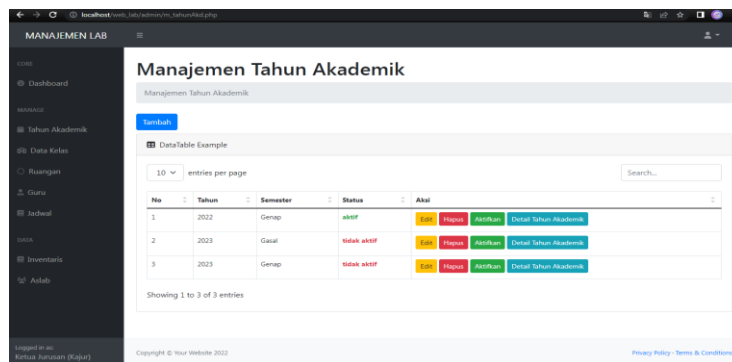 localhost/web_lab/admin/m_tahunAkd.php
MANAJEMEN LAB
CORE
Dashboard
MANAGE
Tahun Akademik
Data Kelas
Ruangan
Guru
Jadwal
DATA
Inventaris
Aslab
Logged in as:
Ketua Jurusan (Kajur)
Manajemen Tahun Akademik
Manajemen Tahun Akademik
Tambah
DataTable Example
10 entries per page Search...
No Tahun Semester Status Aksi
1 2022 Genap aktif Edit Hapus Aktifkan Detail Tahun Akademik
2 2023 Gasal tidak aktif Edit Hapus Aktifkan Detail Tahun Akademik
3 2023 Genap tidak aktif Edit Hapus Aktifkan Detail Tahun Akademik
Showing 1 to 3 of 3 entries
Copyright © Your Website 2022 Privacy Policy · Terms & Conditions